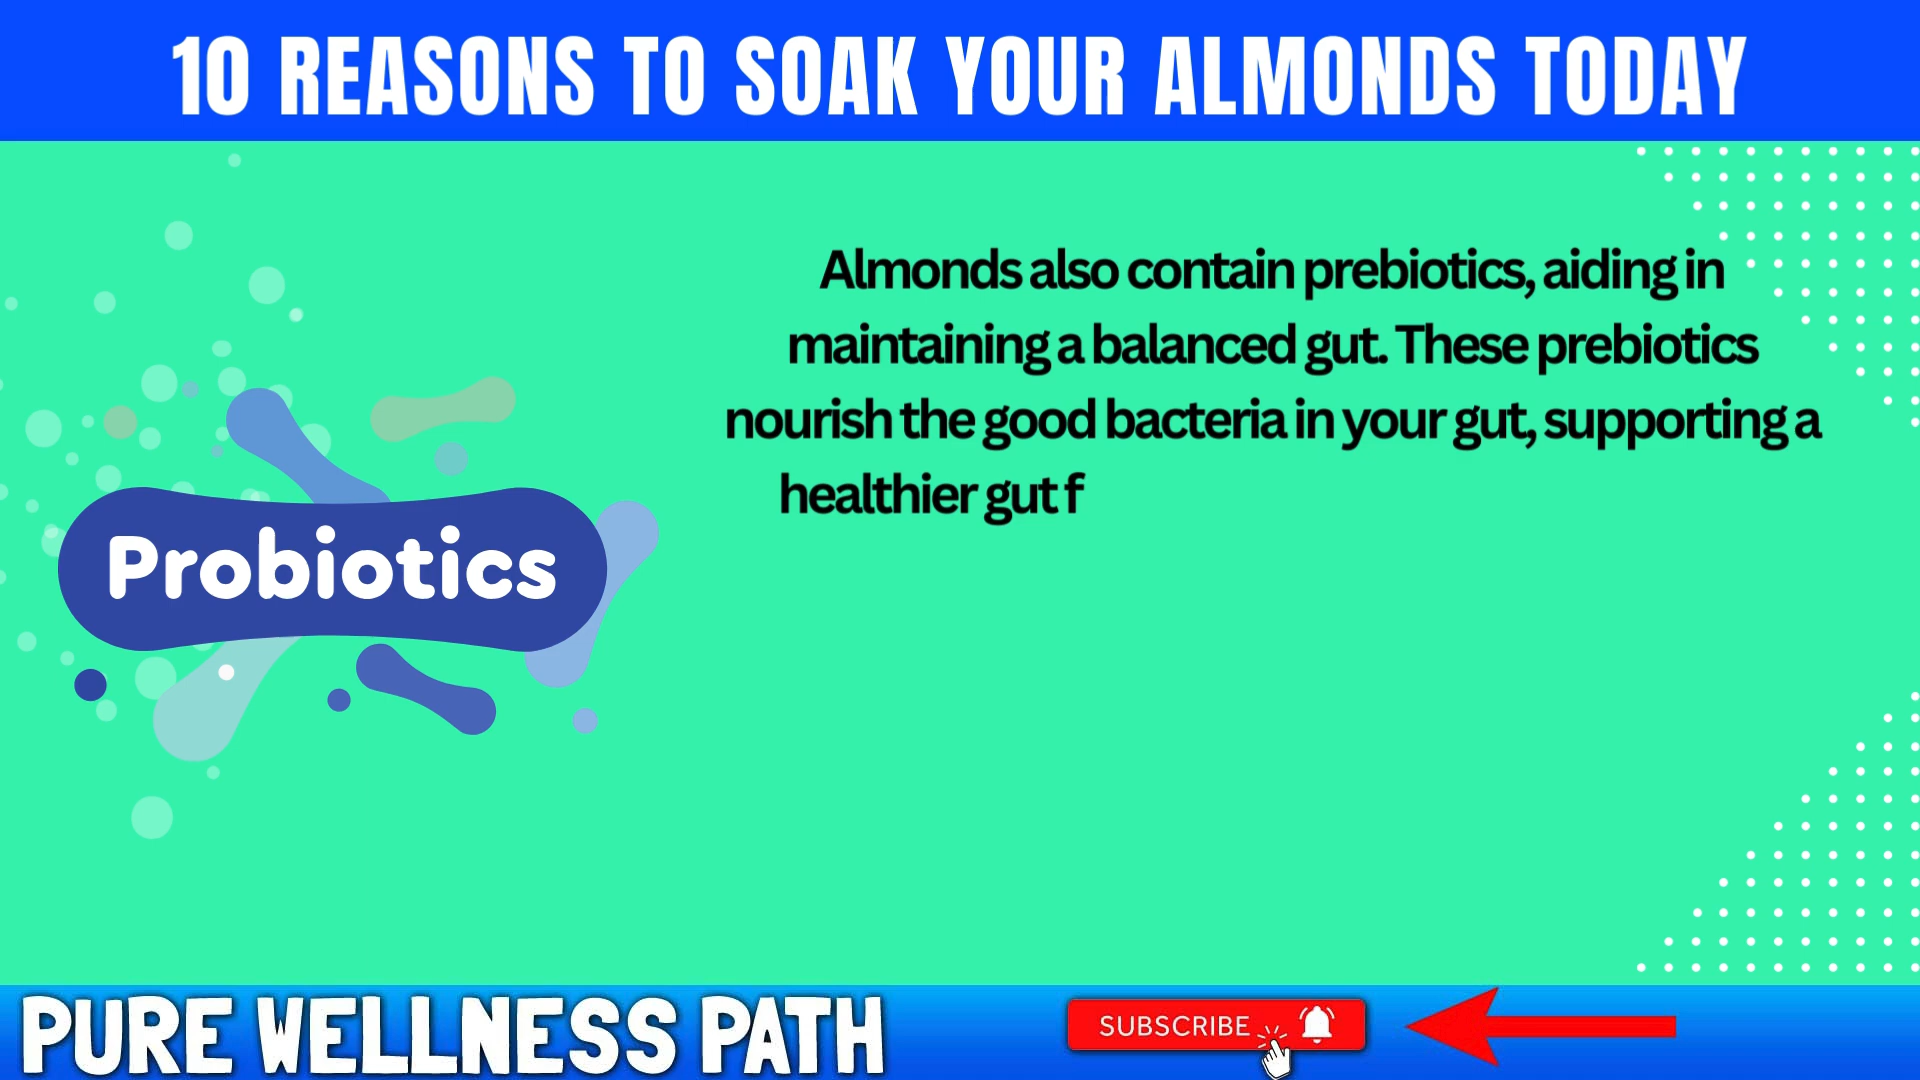 10 REASONS TO SOAK YOUR ALMONDS TODAY
Almonds also contain prebiotics, aiding in
maintaining a balanced gut. These prebiotics
nourish the good bacteria in your gut, supporting a
healthier gut f
Probiotics
PURE WELLNESS PATH
SUBSCRIBE